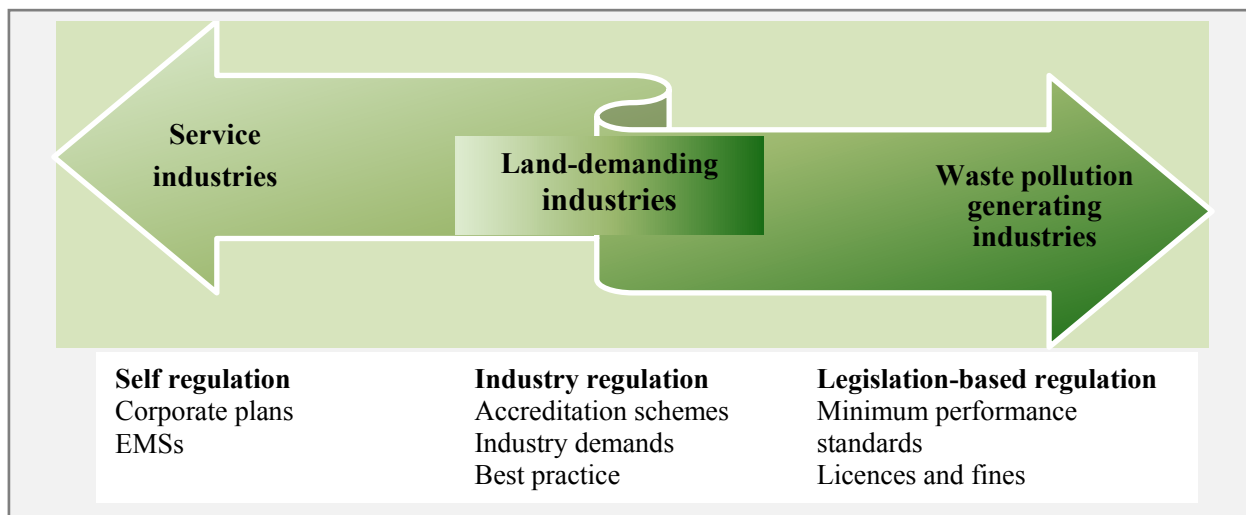 Service
industries
Land-demanding
industries
Waste pollution
generating
industries
Self regulation
Corporate plans
EMSs
Industry regulation
Accreditation schemes
Industry demands
Best practice
Legislation-based regulation
Minimum performance
standards
Licences and fines